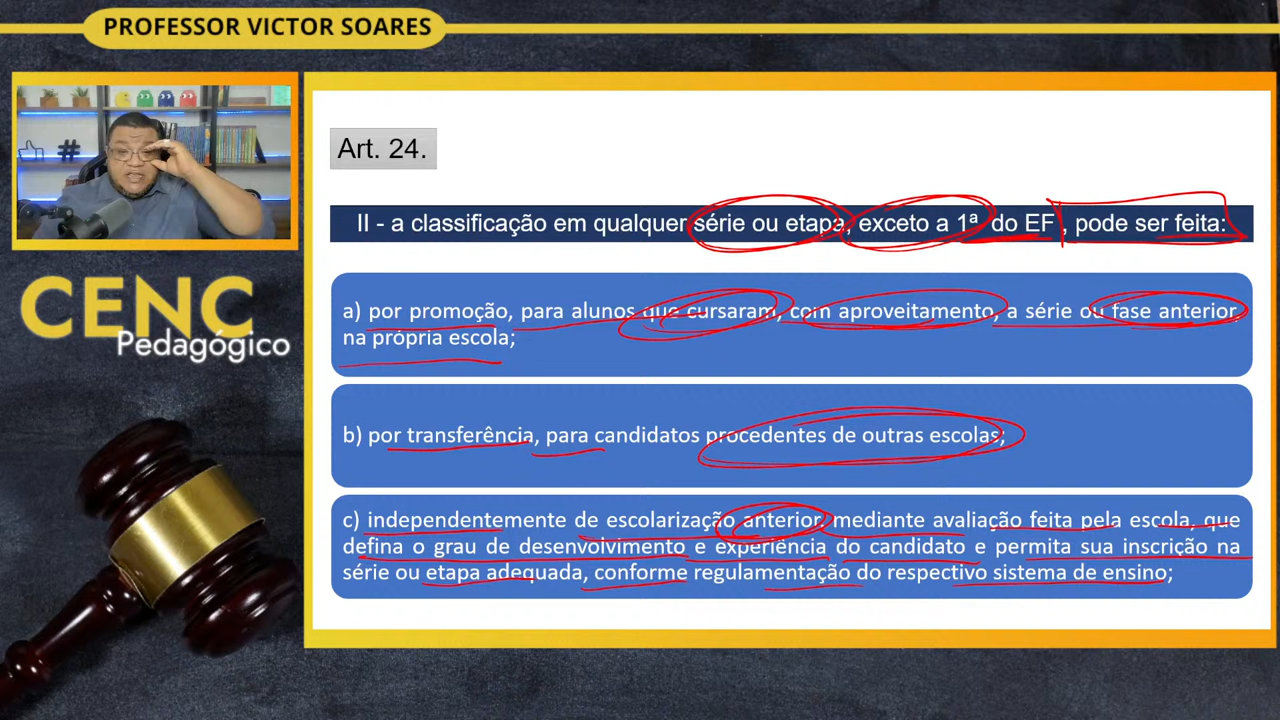 PROFESSOR VICTOR SOARES
#
CENC
Pedagógico
Art. 24.
II - a classificação em qualquer série ou etapa, exceto a 1ª do EF , pode ser feita:
a) por promoção, para alunos que cursaram, com aproveitamento, a série ou fase anterior,
na própria escola;
b) por transferência, para candidatos procedentes de outras escolas;
c) independentemente de escolarização anterior, mediante avaliação feita pela escola, que
defina o grau de desenvolvimento e experiência do candidato e permita sua inscrição na
série ou etapa adequada, conforme regulamentação do respectivo sistema de ensino;